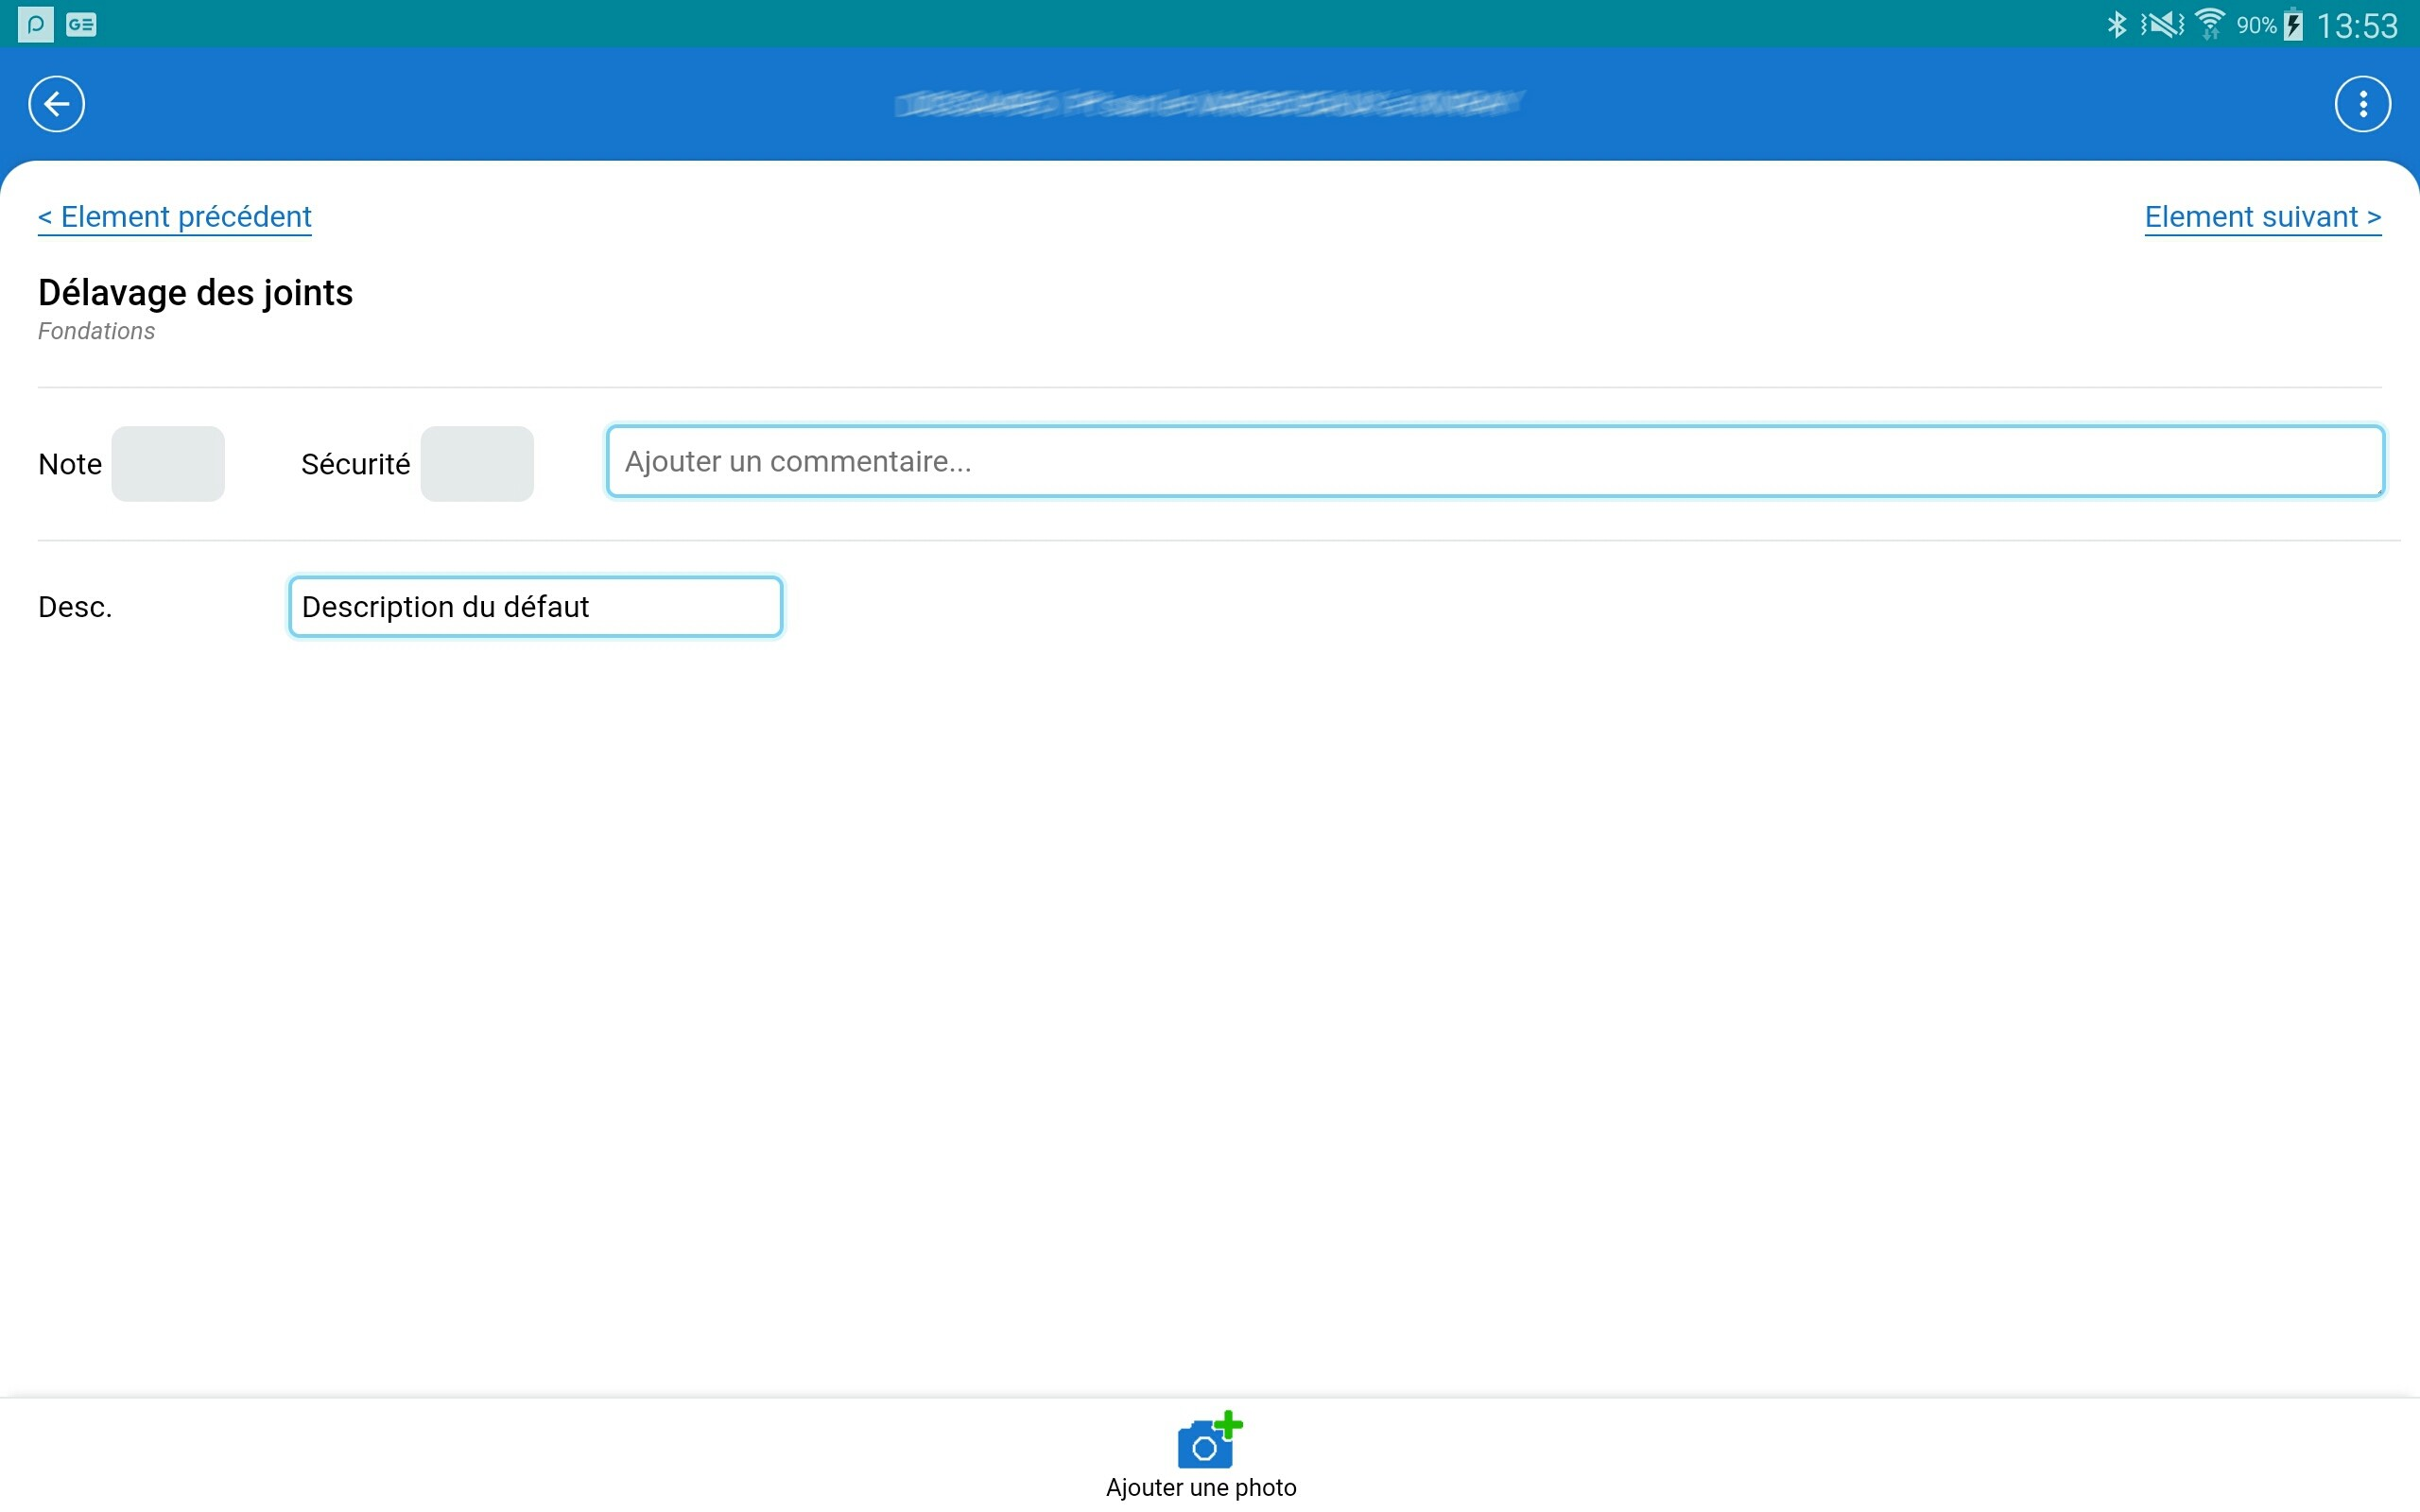 90% 13:53
< Element précédent
Element suivant >
Délavage des joints
Fondations
Note
Sécurité
Ajouter un commentaire...
Desc.
Description du défaut
Ajouter une photo